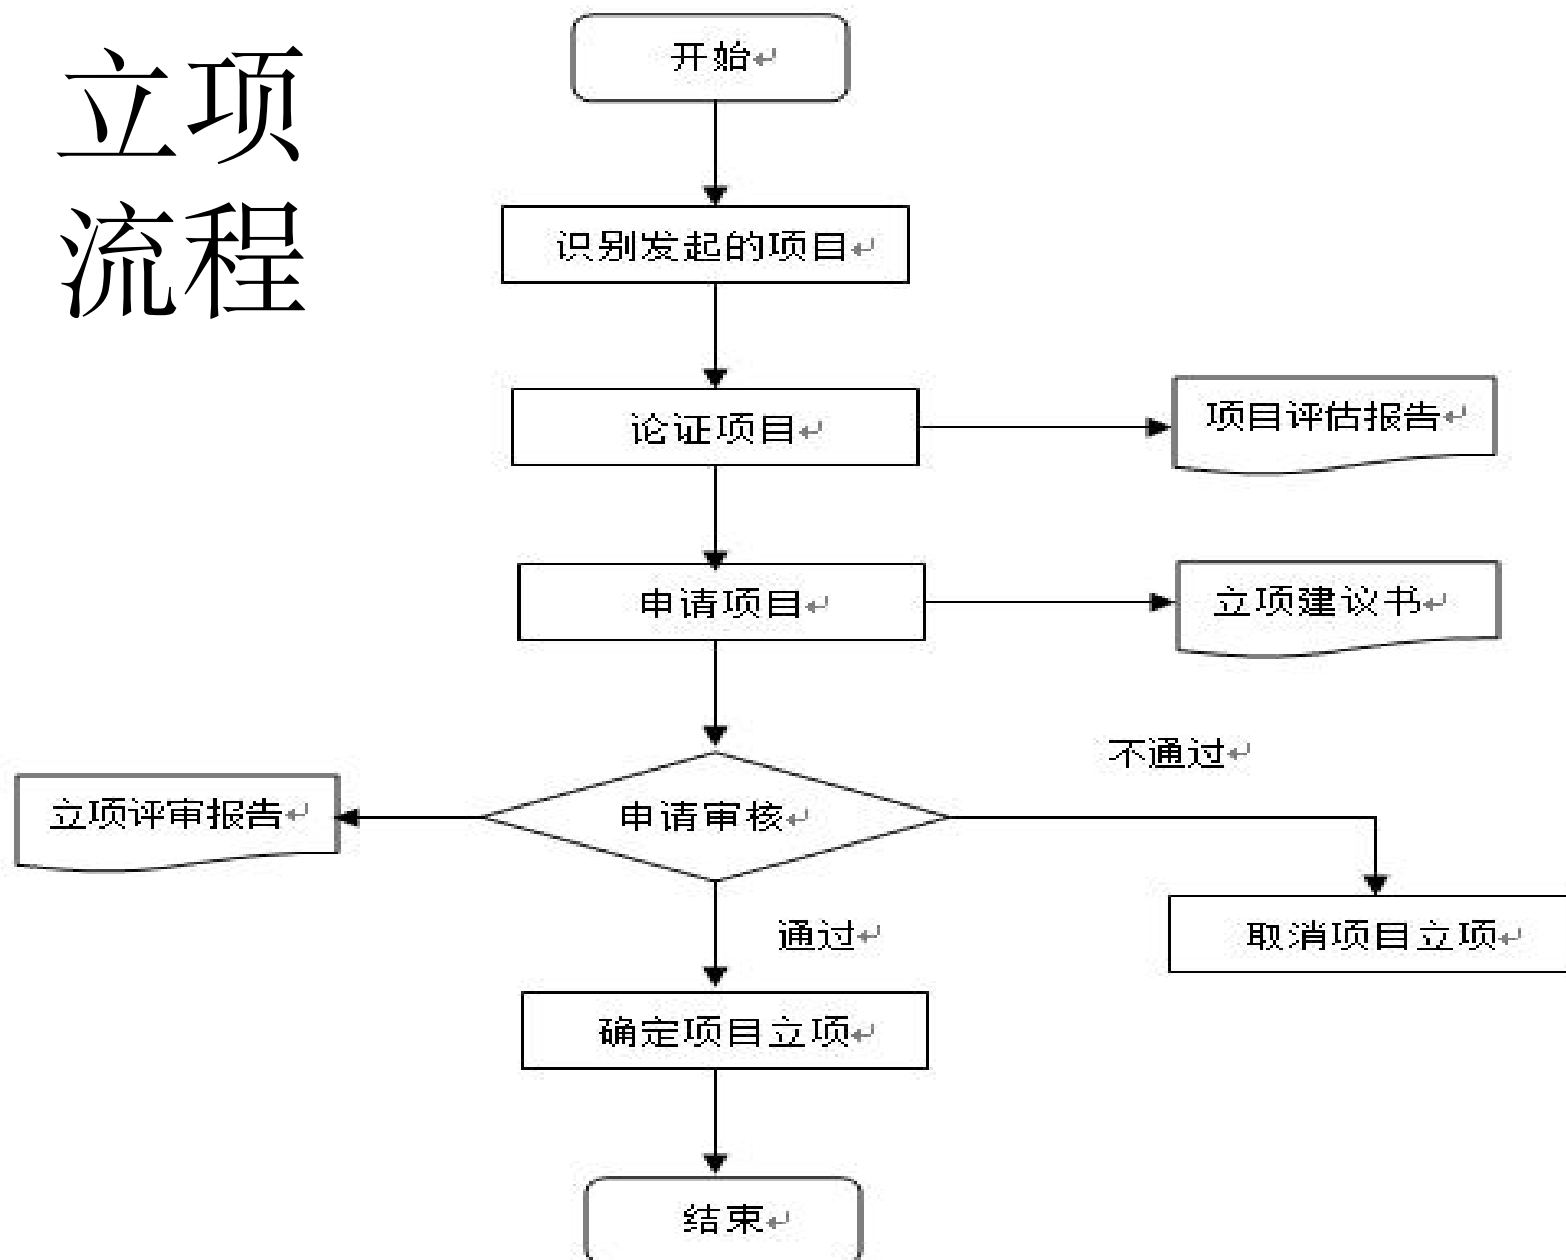 立项
流程
开始
识别发起的项目
论证项目
项目评估报告
申请项目
立项建议书
不通过
立项评审报告
申请审核
通过
取消项目立项
确定项目立项
结束